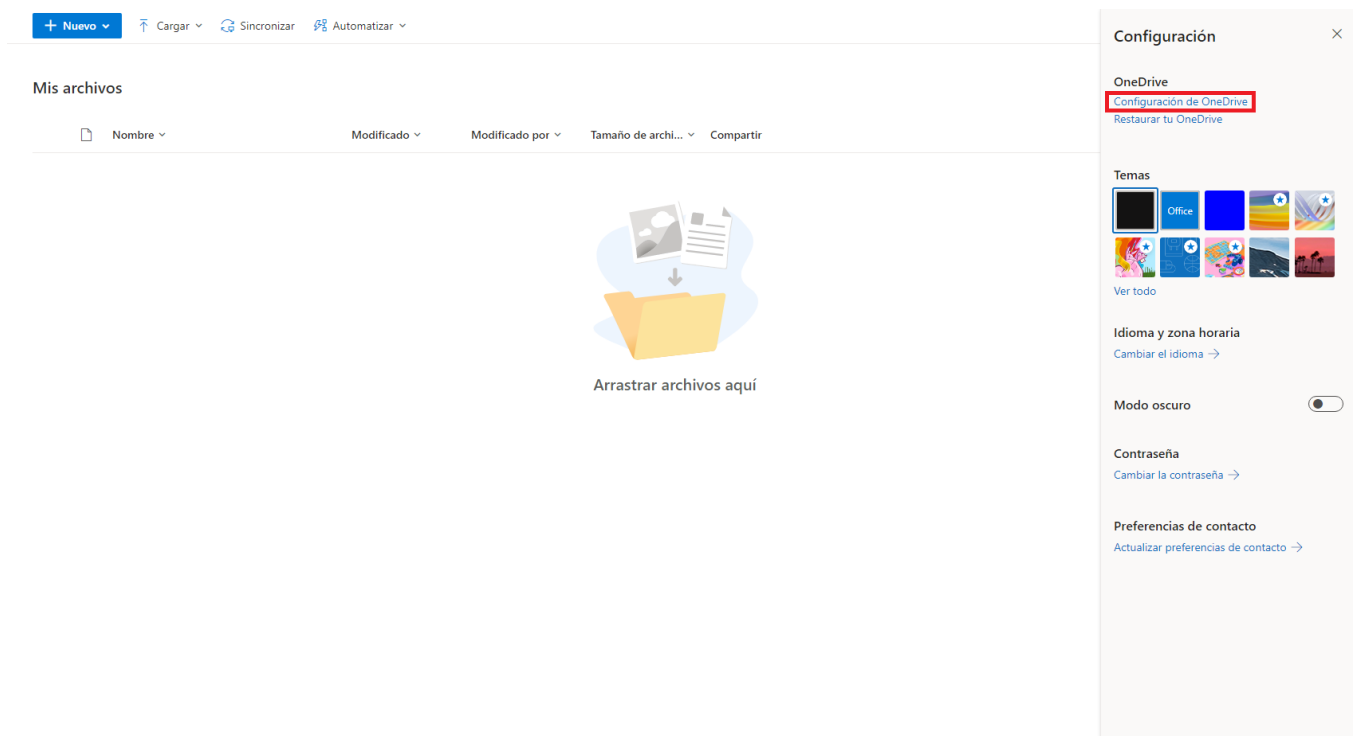 Nuevo
Cargar
Sincronizar
Automatizar
Mis archivos
Nombre
Modificado
Modificado por
Tamaño de archi...
Compartir
Arrastrar archivos aquí
Configuración
OneDrive
Configuración de OneDrive
Restaurar tu OneDrive
Temas
Office
Ver todo
Idioma y zona horaria
Cambiar el idioma
Modo oscuro
Contraseña
Cambiar la contraseña
Preferencias de contacto
Actualizar preferencias de contacto